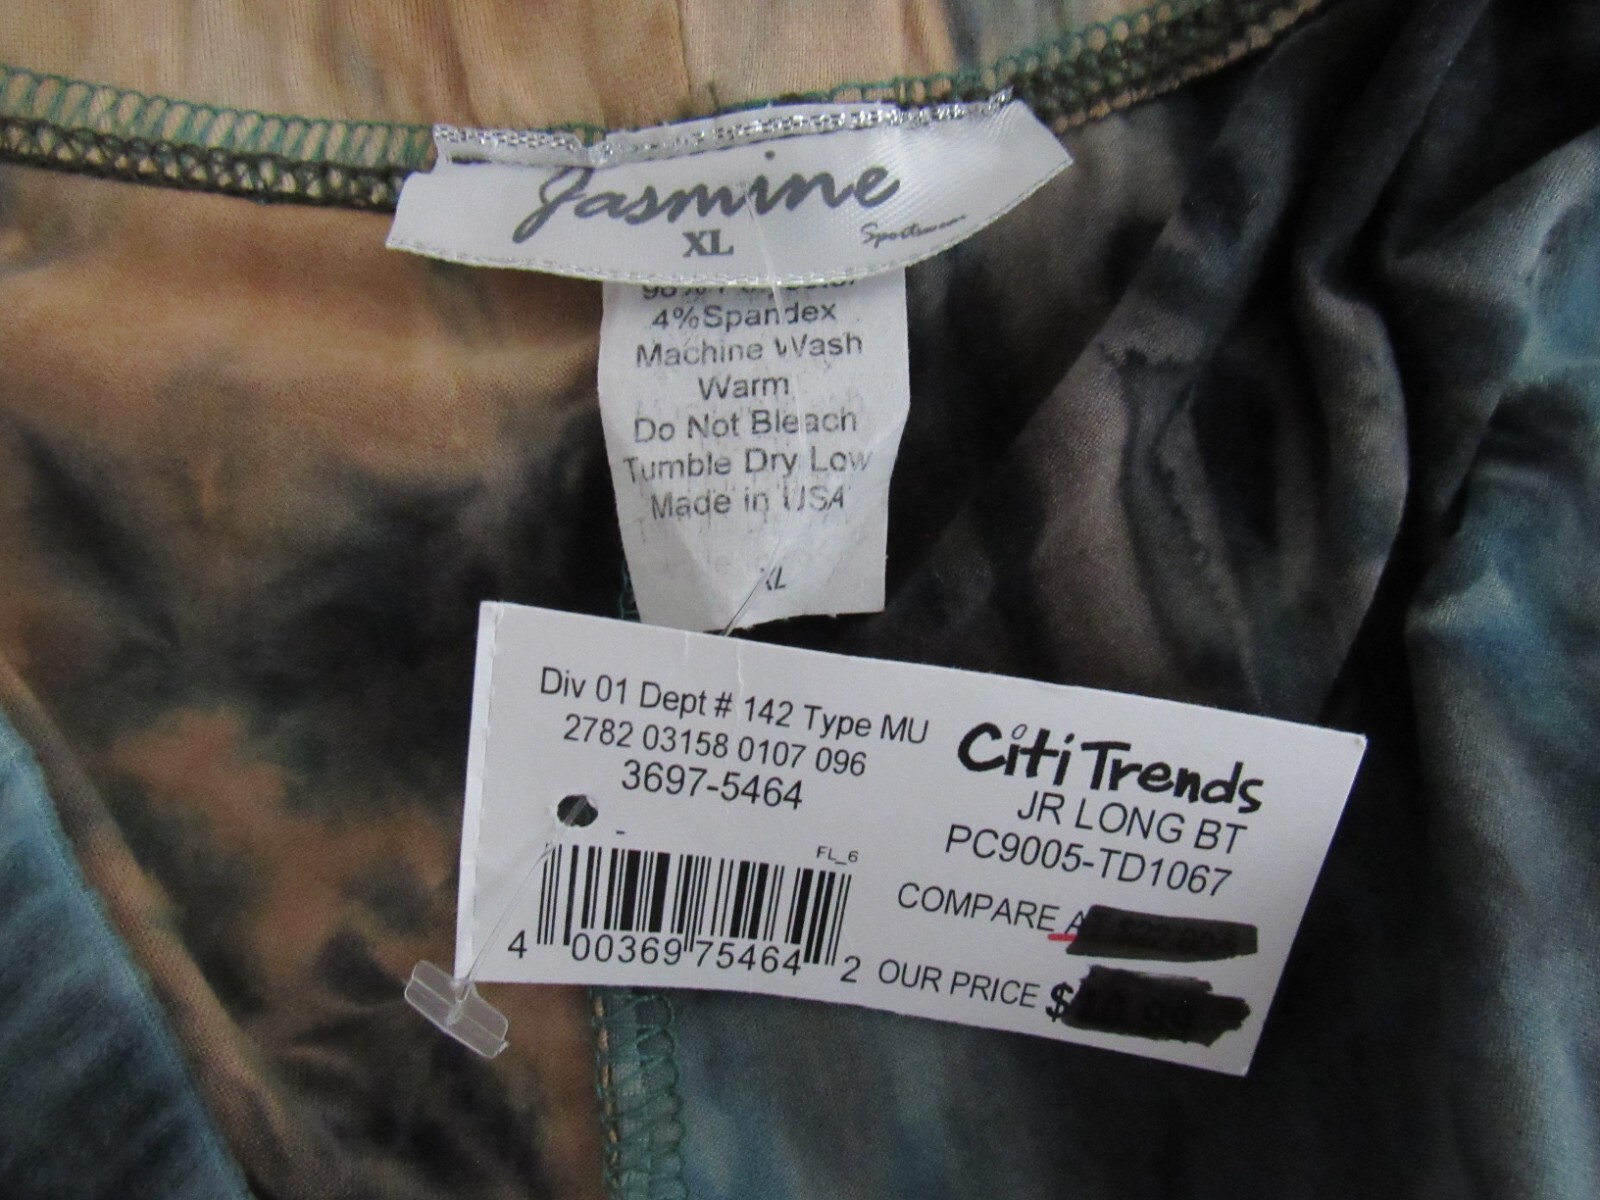 Jasmine
XL
Sportswear
4% Spandex
Machine Wash
Warm
Do Not Bleach
Tumble Dry Low
Made in USA
XL
Div 01 Dept # 142 Type MU
2782 03158 0107 096
3697-5464
-
FL_6
4 00369 75464 2
Citi Trends
JR LONG BT
PC9005-TD1067
COMPARE
OUR PRICE $